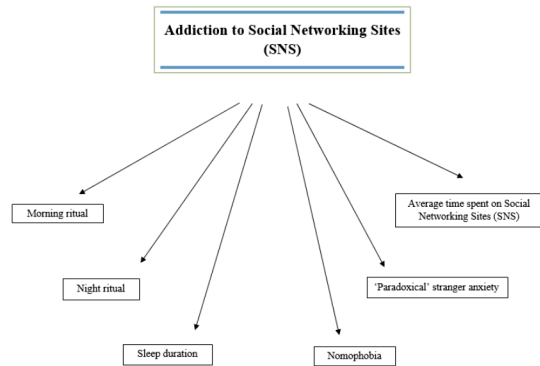 Addiction to Social Networking Sites
(SNS)
Morning ritual
Average time spent on Social
Networking Sites (SNS)
Night ritual
‘Paradoxical’ stranger anxiety
Sleep duration
Nomophobia